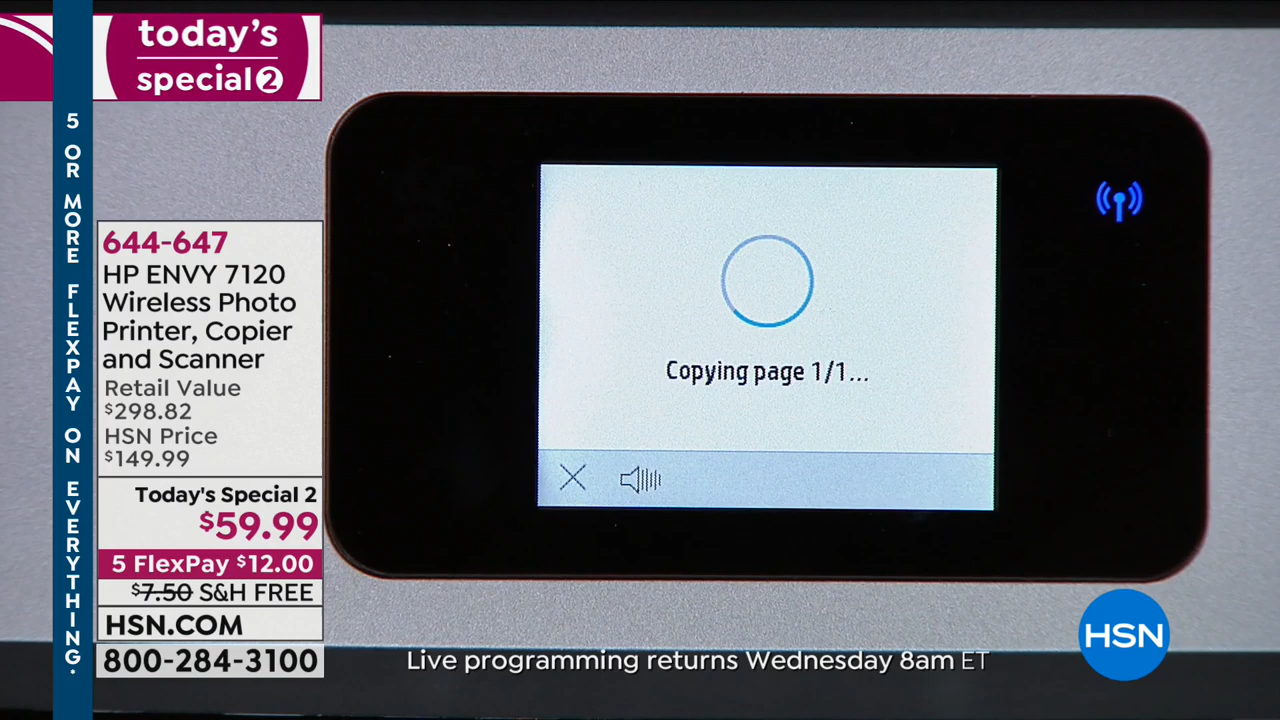 today's
special 2
5 OR MORE FLEXPAY ON EVERYTHING.
644-647
HP ENVY 7120
Wireless Photo
Printer, Copier
and Scanner
Retail Value
$298.82
HSN Price
$149.99
Today's Special 2
$59.99
5 FlexPay $12.00
$7.50 S&H FREE
HSN.COM
800-284-3100
Copying page 1/1...
HSN
Live programming returns Wednesday 8am ET